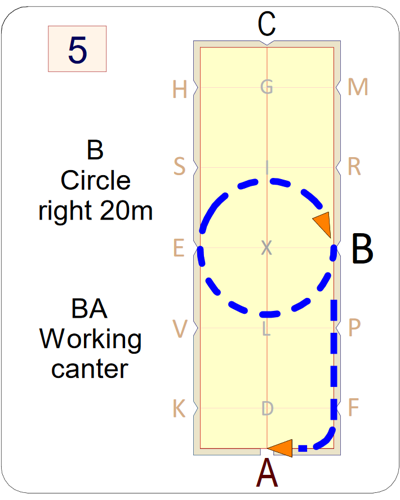 5
C
H G M
B
Circle
right 20m
S I R
E X B
BA
Working
canter
V L P
K D F
A